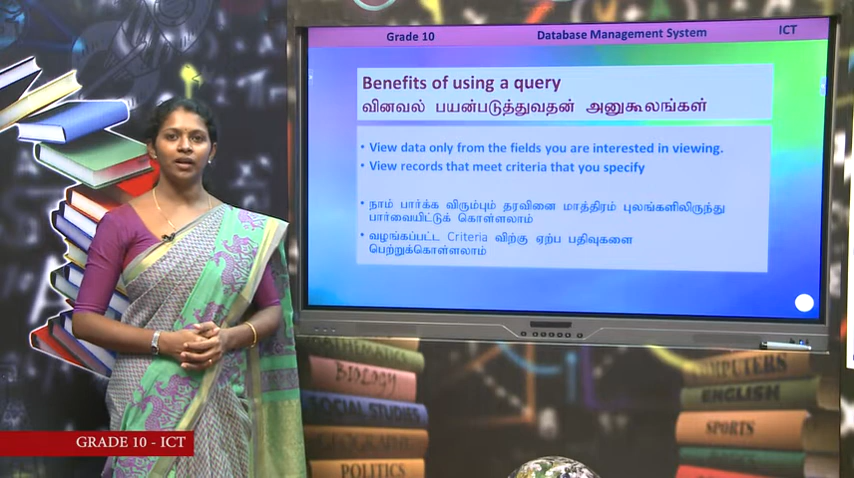 Grade 10
Database Management System
ICT
Benefits of using a query
வினவல் பயன்படுத்துவதன் அனுகூலங்கள்
• View data only from the fields you are interested in viewing.
• View records that meet criteria that you specify
• நாம் பார்க்க விரும்பும் தரவினை மாத்திரம் புலங்களிலிருந்து
பார்வையிட்டுக் கொள்ளலாம்
• வழங்கப்பட்ட Criteria விற்கு ஏற்ப பதிவுகளை
பெற்றுக்கொள்ளலாம்
MATHEMATICS
BIOLOGY
SOCIAL STUDIES
GEOGRAPHY
POLITICS
COMPUTERS
ENGLISH
SPORTS
GRADE 10 - ICT